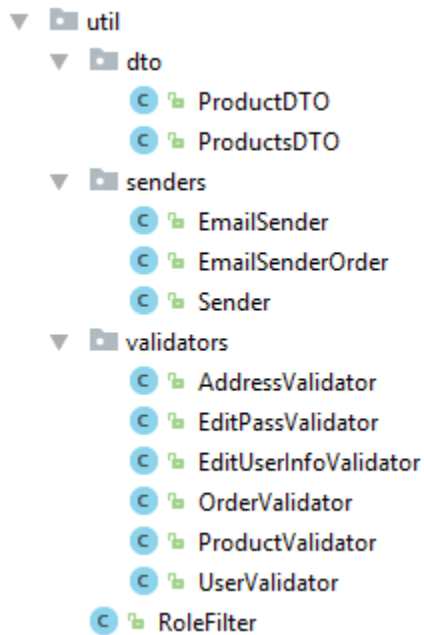 util
dto
C ProductDTO
C ProductsDTO
senders
C EmailSender
C EmailSenderOrder
C Sender
validators
C AddressValidator
C EditPassValidator
C EditUserInfoValidator
C OrderValidator
C ProductValidator
C UserValidator
C RoleFilter